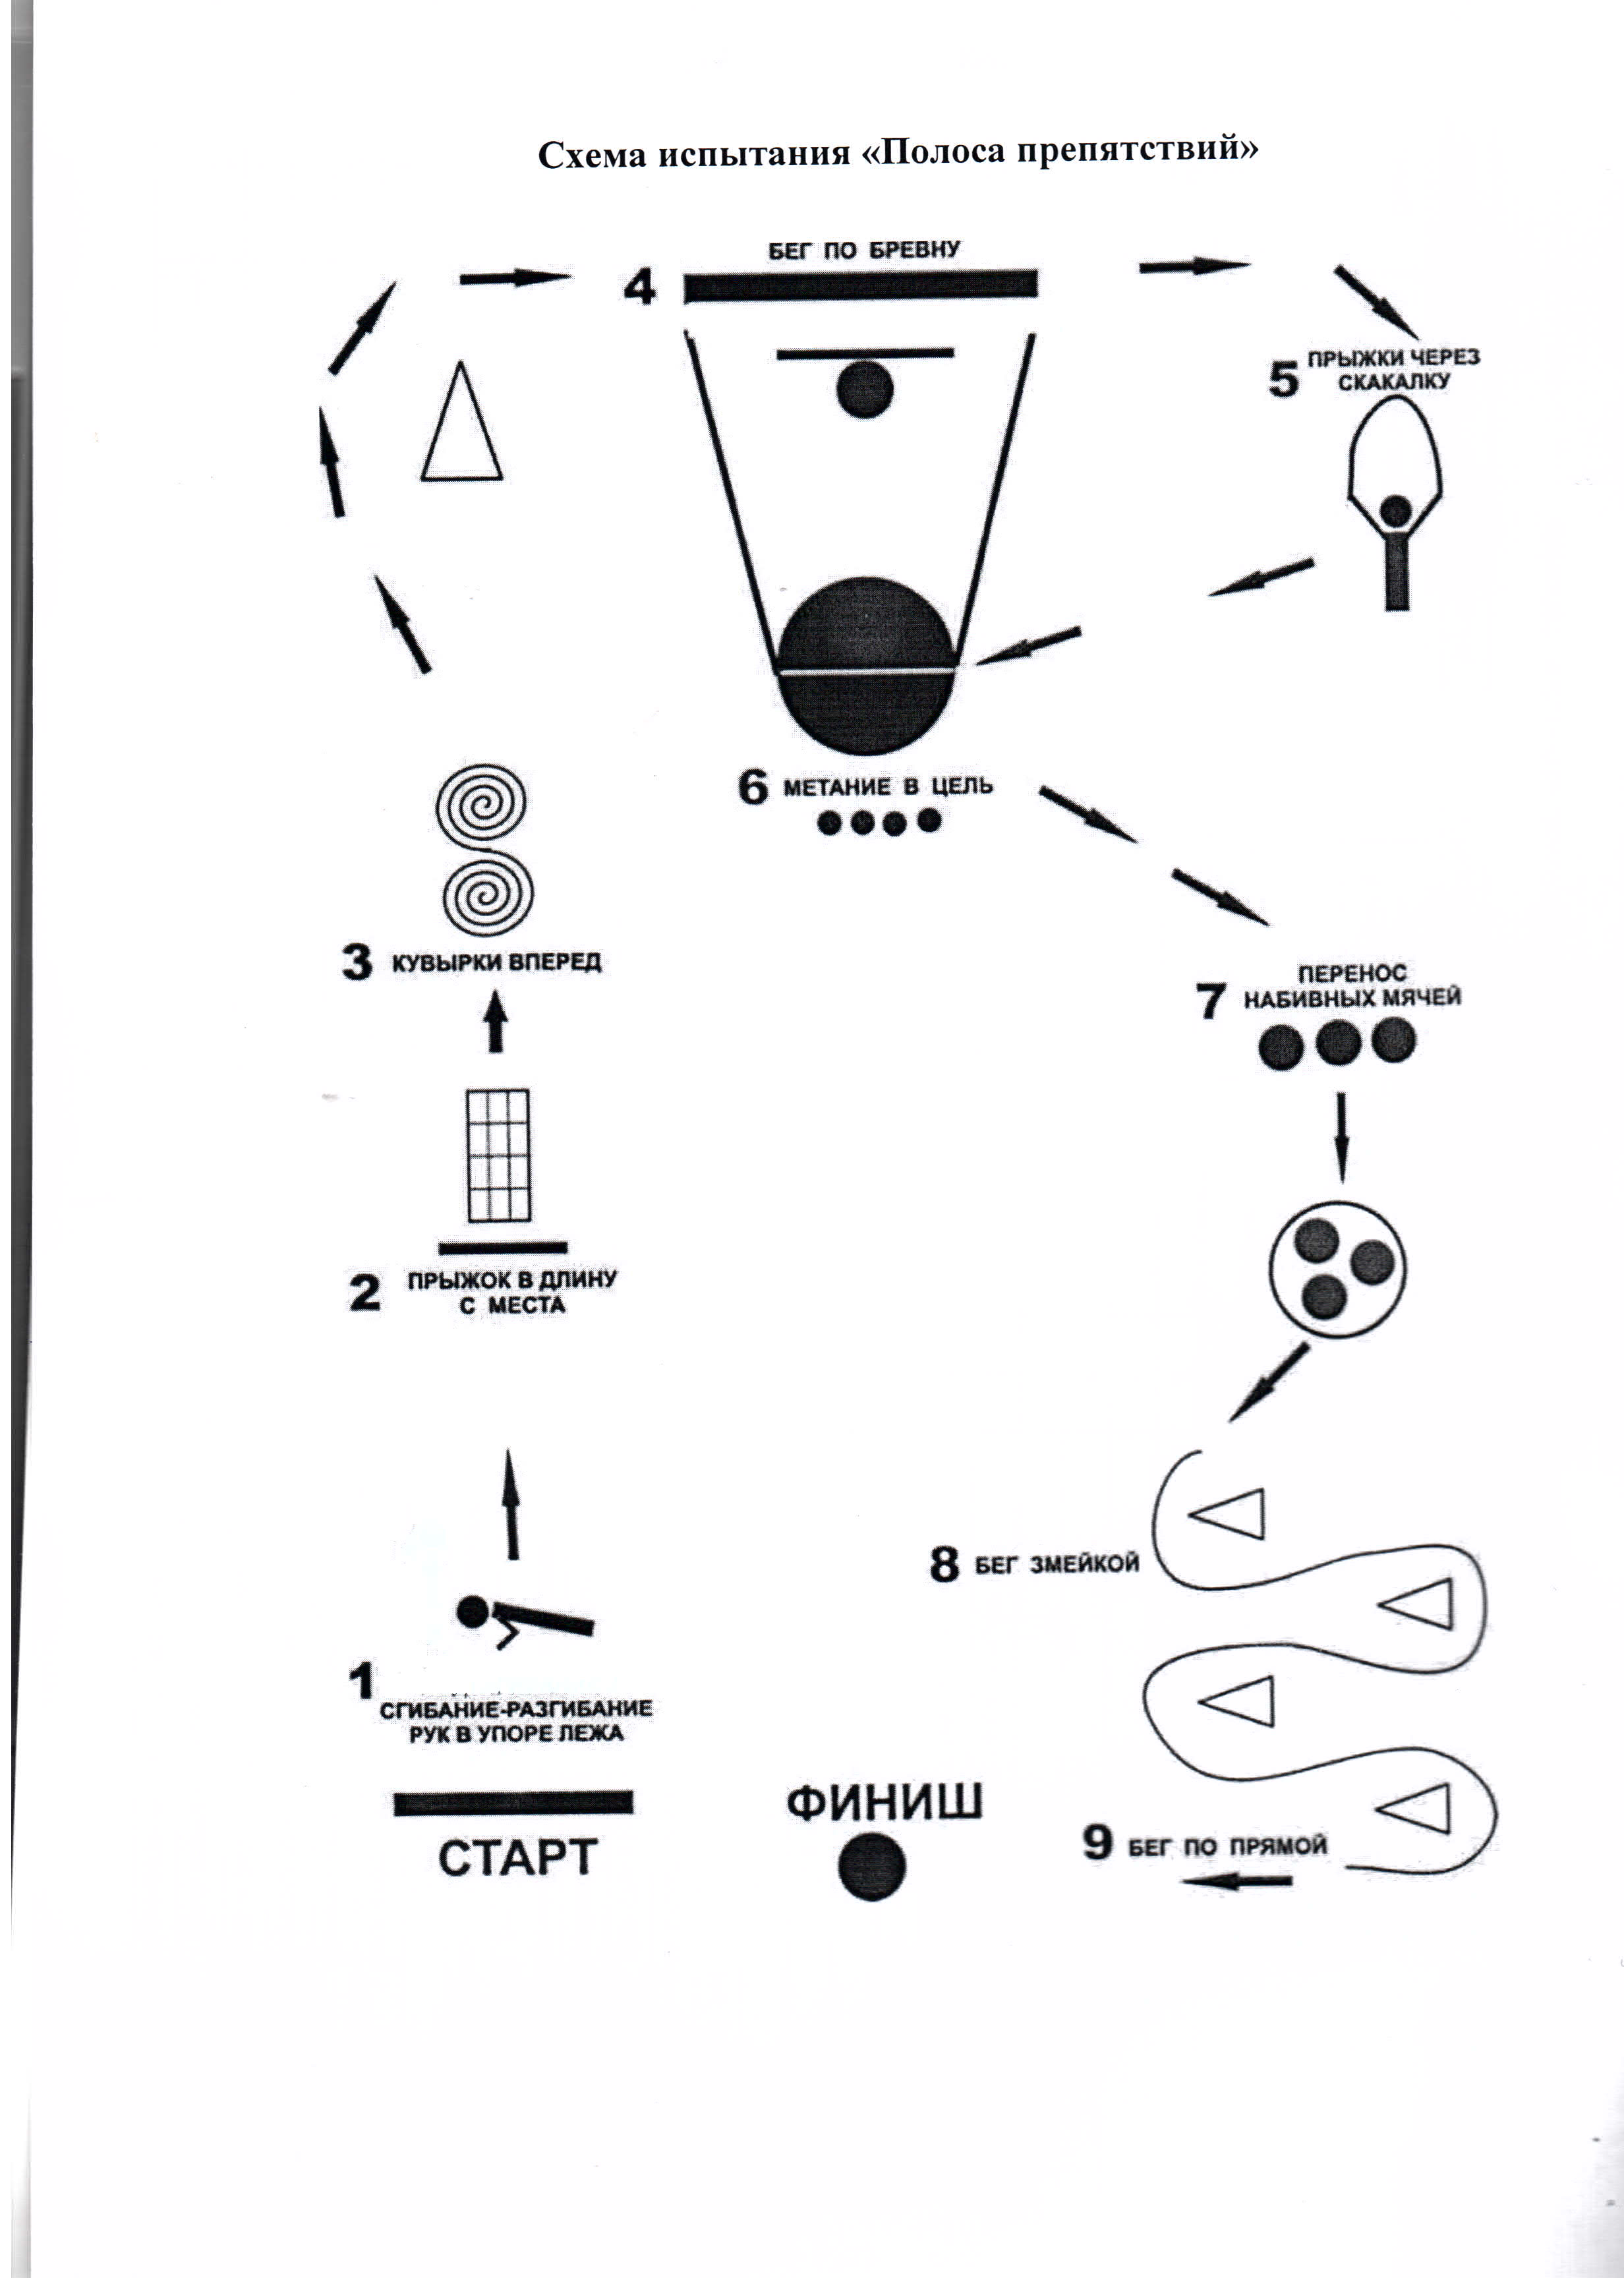 Схема испытания «Полоса препятствий»
БЕГ ПО БРЕВНУ
4
5 ПРЫЖКИ ЧЕРЕЗ
СКАКАЛКУ
6 МЕТАНИЕ В ЦЕЛЬ
3 КУВЫРКИ ВПЕРЕД
ПЕРЕНОС
7 НАБИВНЫХ МЯЧЕЙ
2 ПРЫЖОК В ДЛИНУ
С МЕСТА
8 БЕГ ЗМЕЙКОЙ
1
СГИБАНИЕ-РАЗГИБАНИЕ
РУК В УПОРЕ ЛЕЖА
СТАРТ
ФИНИШ
9 БЕГ ПО ПРЯМОЙ